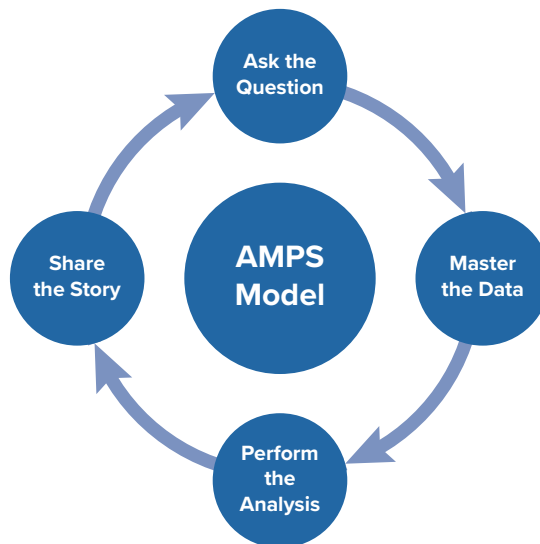 Ask the
Question
AMPS
Model
Master
the Data
Perform
the
Analysis
Share
the Story